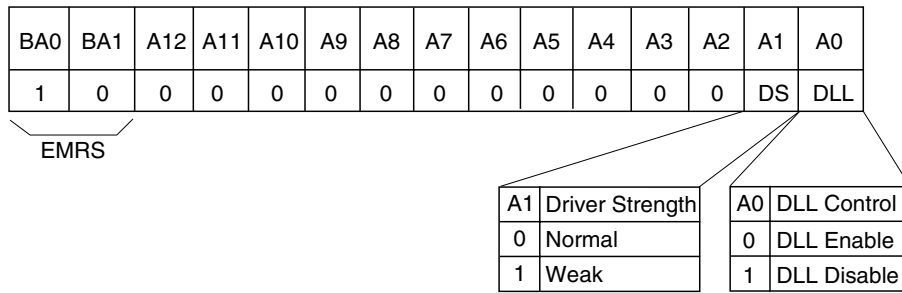 BA0 BA1 A12 A11 A10 A9 A8 A7 A6 A5 A4 A3 A2 A1 A0
1 0 0 0 0 0 0 0 0 0 0 0 0 DS DLL
EMRS
A1 Driver Strength
0 Normal
1 Weak
A0 DLL Control
0 DLL Enable
1 DLL Disable